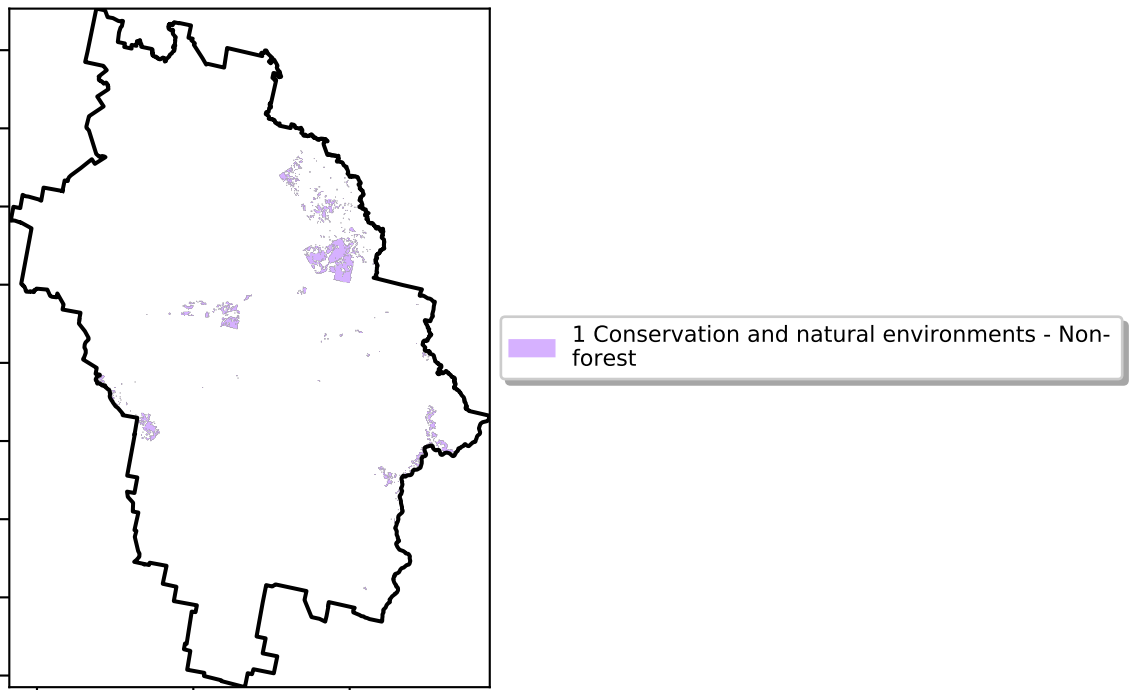 1 Conservation and natural environments - Non-
forest